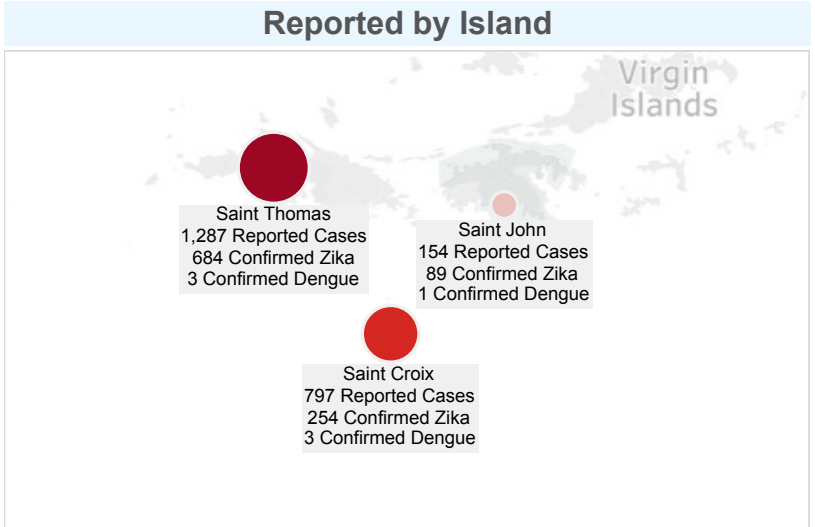 Reported by Island
Virgin
Islands
Saint Thomas
1,287 Reported Cases
684 Confirmed Zika
3 Confirmed Dengue
Saint John
154 Reported Cases
89 Confirmed Zika
1 Confirmed Dengue
Saint Croix
797 Reported Cases
254 Confirmed Zika
3 Confirmed Dengue